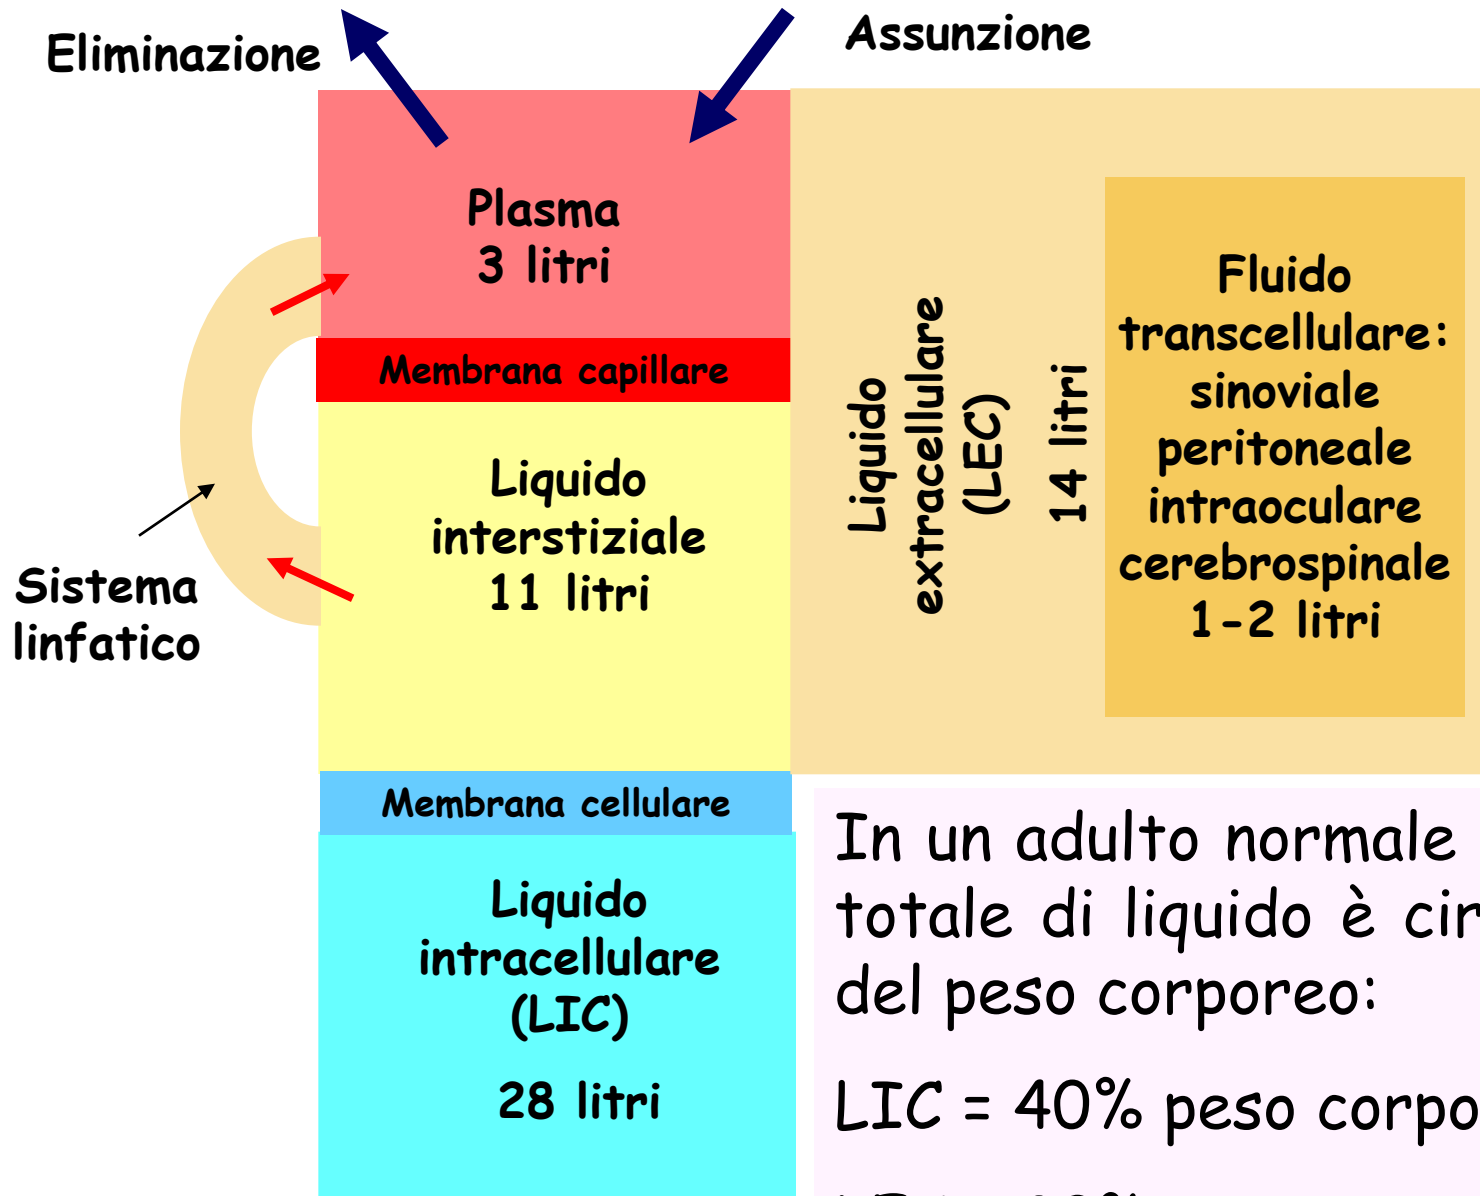 Eliminazione
Assunzione
Plasma
3 litri
Membrana capillare
Liquido
interstiziale
11 litri
Sistema
linfatico
Membrana cellulare
Liquido
intracellulare
(LIC)
28 litri
Liquido
extracellulare
(LEC)
14 litri
Fluido
transcellulare:
sinoviale
peritoneale
intraoculare
cerebrospinale
1-2 litri
In un adulto normale
totale di liquido è cir
del peso corporeo:
LIC = 40% peso corpo